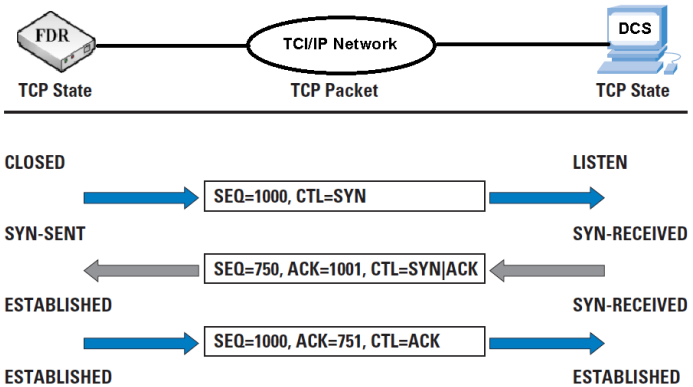 FDR
TCI/IP Network
DCS
TCP State
TCP Packet
TCP State
CLOSED
LISTEN
SEQ=1000, CTL=SYN
SYN-SENT
SYN-RECEIVED
SEQ=750, ACK=1001, CTL=SYN|ACK
ESTABLISHED
SYN-RECEIVED
SEQ=1000, ACK=751, CTL=ACK
ESTABLISHED
ESTABLISHED